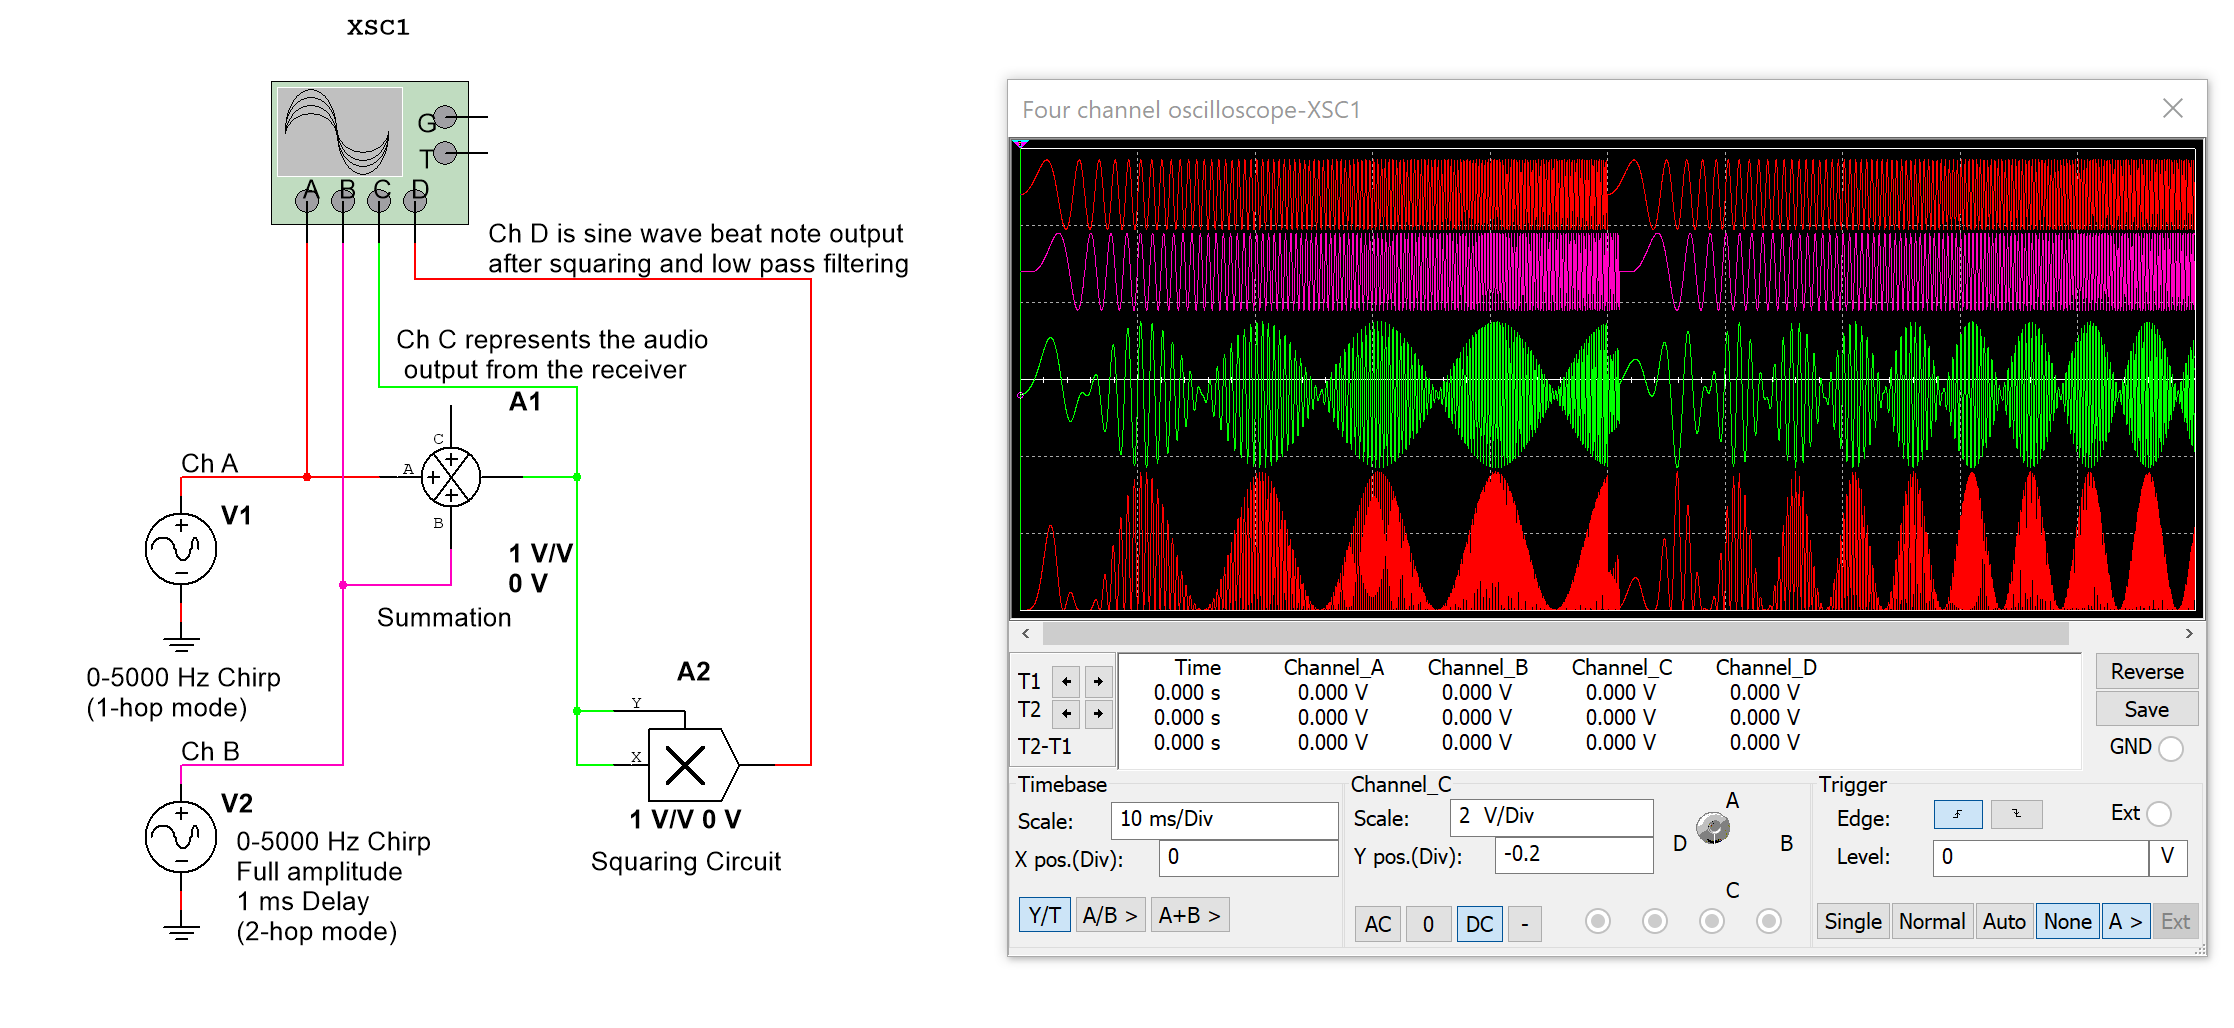 XSC1
G
T
A B C D
Ch D is sine wave beat note output
after squaring and low pass filtering
Ch C represents the audio
output from the receiver
A1
C
A
B
Ch A
V1
1 V/V
0 V
Summation
0-5000 Hz Chirp
(1-hop mode)
A2
Y
X
Ch B
V2
1 V/V 0 V
0-5000 Hz Chirp
Full amplitude
1 ms Delay
(2-hop mode)
Squaring Circuit
Four channel oscilloscope-XSC1
Time Channel_A Channel_B Channel_C Channel_D
T1 0.000 s 0.000 V 0.000 V 0.000 V 0.000 V
T2 0.000 s 0.000 V 0.000 V 0.000 V 0.000 V
T2-T1 0.000 s 0.000 V 0.000 V 0.000 V 0.000 V
Reverse
Save
GND
Timebase
Scale: 10 ms/Div
X pos.(Div): 0
Y/T A/B > A+B >
Channel_C
Scale: 2 V/Div
Y pos.(Div): -0.2
AC 0 DC -
A
D B
C
Trigger
Edge: Ext
Level: 0 V
Single Normal Auto None A > Ext